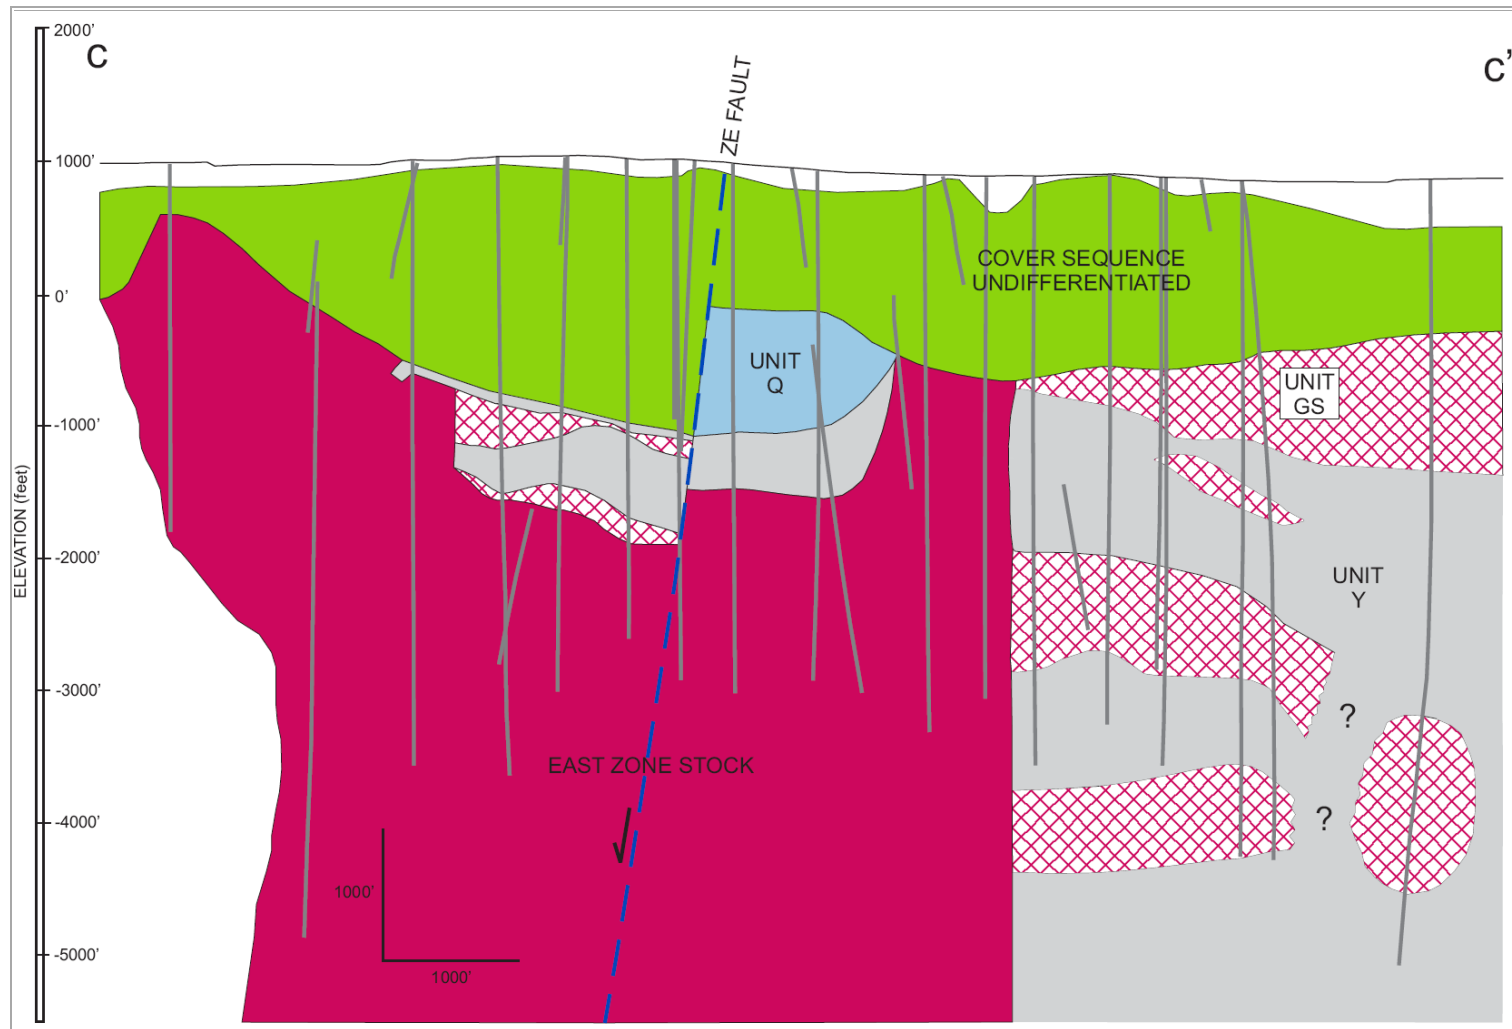 2000'
C
C'
ZE FAULT
1000'
COVER SEQUENCE
UNDIFFERENTIATED
0'
UNIT
Q
UNIT
GS
-1000'
ELEVATION (feet)
-2000'
UNIT
Y
-3000'
?
EAST ZONE STOCK
-4000'
?
1000'
-5000'
1000'